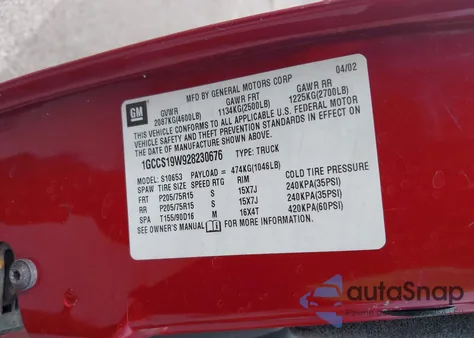 GM
MFD BY GENERAL MOTORS CORP 04/02
GVWR GAWR FRT GAWR RR
2087KG(4600LB) 1134KG(2500LB) 1225KG(2700LB)
THIS VEHICLE CONFORMS TO ALL APPLICABLE U.S. FEDERAL MOTOR
VEHICLE SAFETY AND THEFT PREVENTION STANDARDS IN EFFECT ON
THE DATE OF MANUFACTURE SHOWN ABOVE.
1GCCS19W928230676 TYPE: TRUCK
MODEL: S10653 PAYLOAD = 474KG(1046LB)
SPAW TIRE SIZE SPEED RTG RIM COLD TIRE PRESSURE
FRT P205/75R15 S 15X7J 240KPA(35PSI)
RR P205/75R15 S 15X7J 240KPA(35PSI)
SPA T155/90D16 M 16X4T 420KPA(60PSI)
SEE OWNER'S MANUAL FOR MORE INFORMATION.
autoSnap